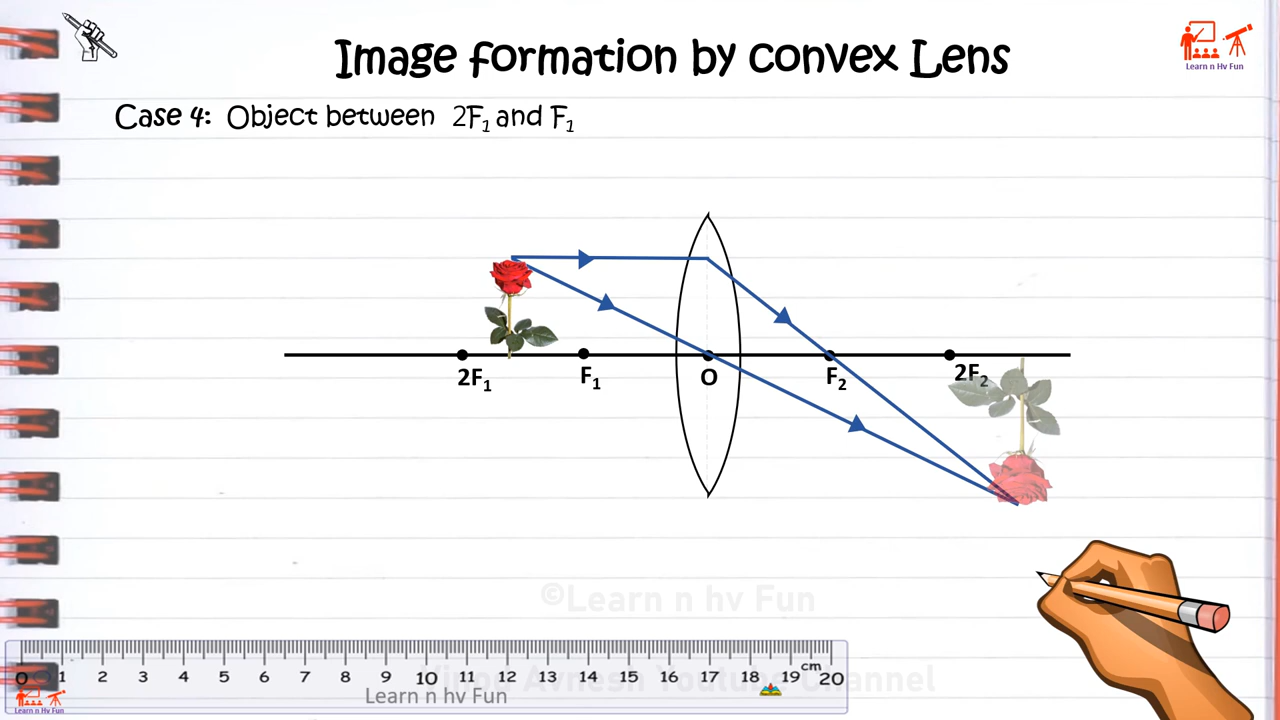 Image formation by convex Lens
Learn n Hv Fun
Case 4: Object between 2F₁ and F₁
2F₁ F₁ O F₂ 2F₂
©Learn n hv Fun
0 1 2 3 4 5 6 7 8 9 10 11 12 13 14 15 16 17 18 19 cm 20
Learn n hv Fun
Learn n Hv Fun
Channel